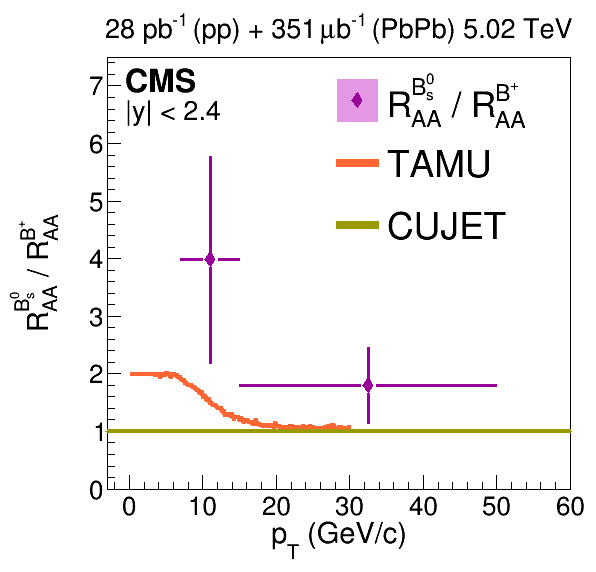 28 pb⁻¹ (pp) + 351 μb⁻¹ (PbPb) 5.02 TeV
CMS
|y| < 2.4
R_AA^{B_s^0} / R_AA^{B^+}
TAMU
CUJET
R_AA^{B_s^0} / R_AA^{B^+}
7
6
5
4
3
2
1
0
0 10 20 30 40 50 60
p_T (GeV/c)